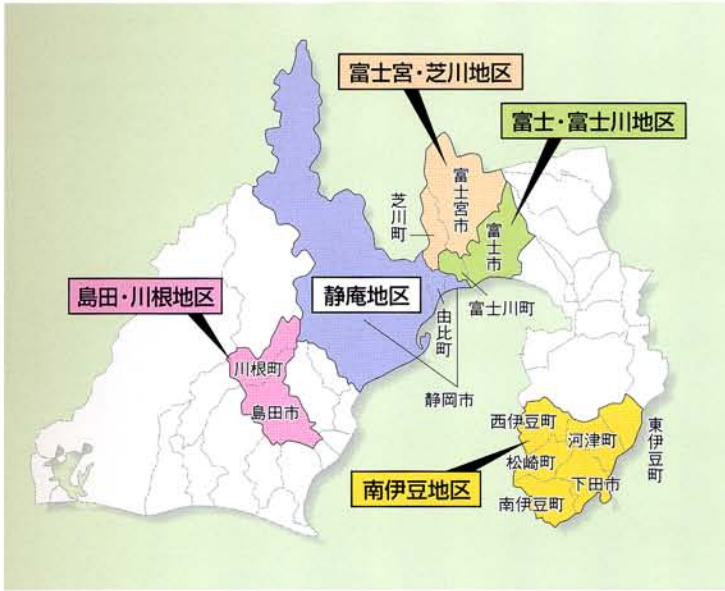 富士宮・芝川地区
富士・富士川地区
芝川町
富士宮市
富士市
島田・川根地区
静庵地区
由比町
富士川町
川根町
静岡市
島田市
西伊豆町
河津町
東伊豆町
松崎町
下田市
南伊豆地区
南伊豆町